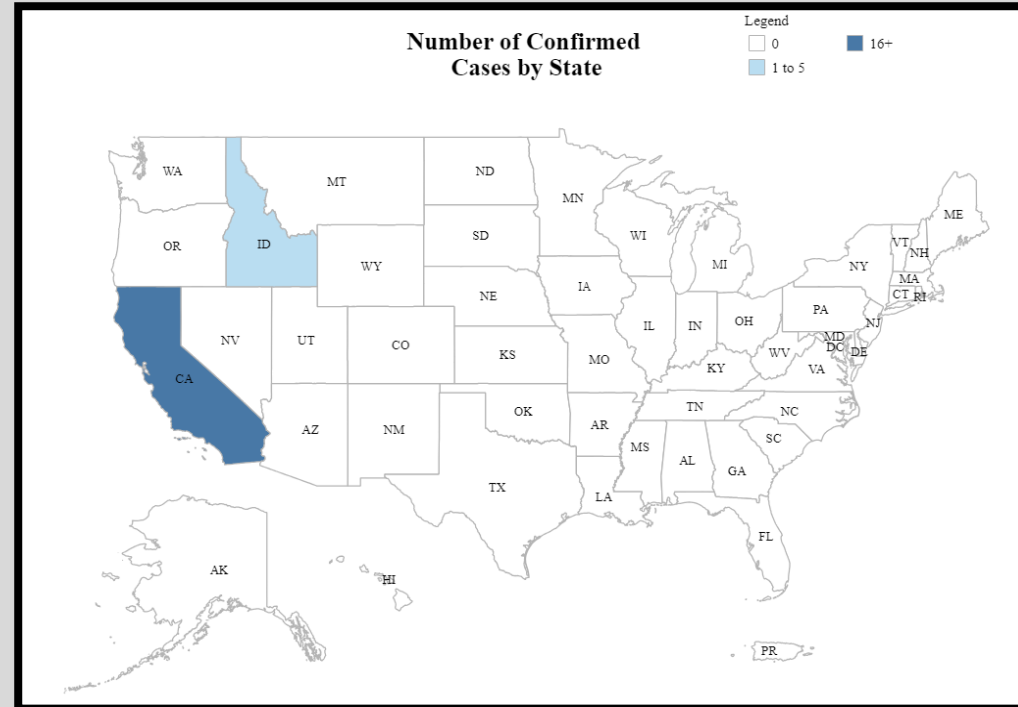 Number of Confirmed
Cases by State
Legend
0
16+
1 to 5
WA
MT
ND
MN
WI
MI
ME
VT
NH
NY
MA
CT
RI
OR
ID
WY
SD
NE
IA
IL
IN
OH
PA
NJ
MD
DC
DE
WV
VA
KY
CA
NV
UT
CO
KS
MO
AZ
NM
OK
AR
TN
NC
SC
MS
AL
GA
TX
LA
FL
AK
HI
PR